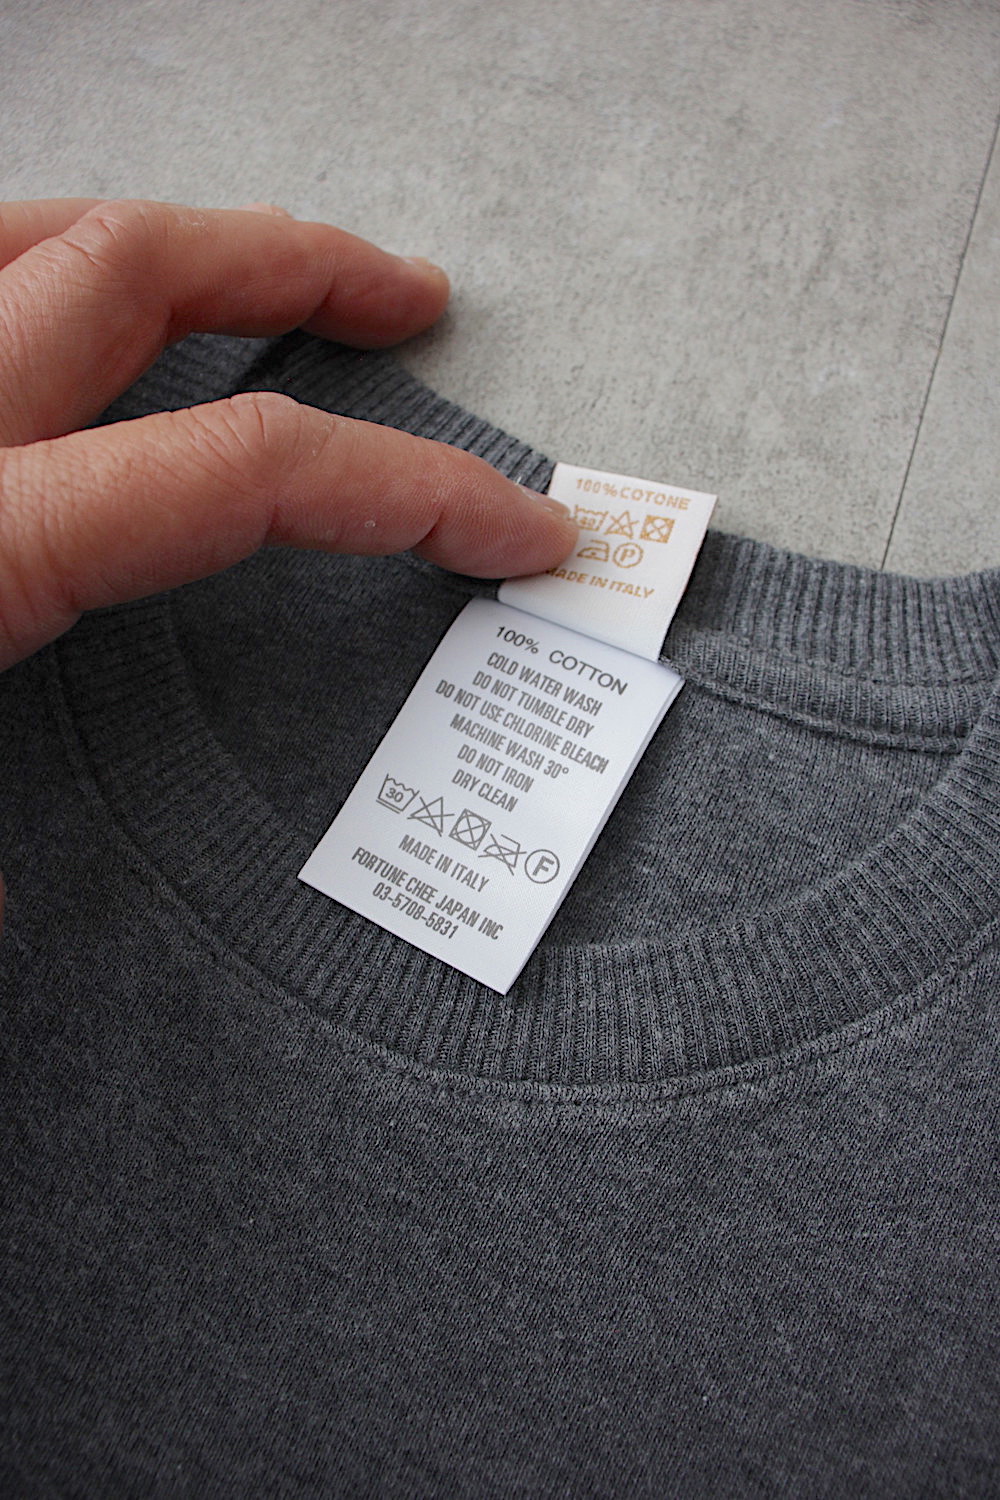 100%COTONE
40
P
MADE IN ITALY
100% COTTON
COLD WATER WASH
DO NOT TUMBLE DRY
DO NOT USE CHLORINE BLEACH
MACHINE WASH 30°
DO NOT IRON
DRY CLEAN
30 F
MADE IN ITALY
FORTUNE CHEE JAPAN INC
03-5708-5831